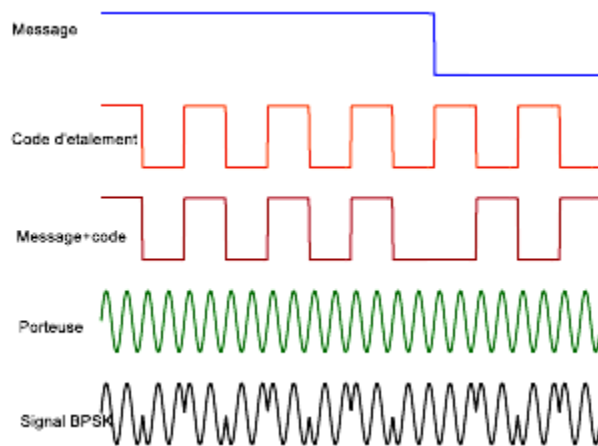 Message
Code d'etalement
Message+code
Porteuse
Signal BPSK